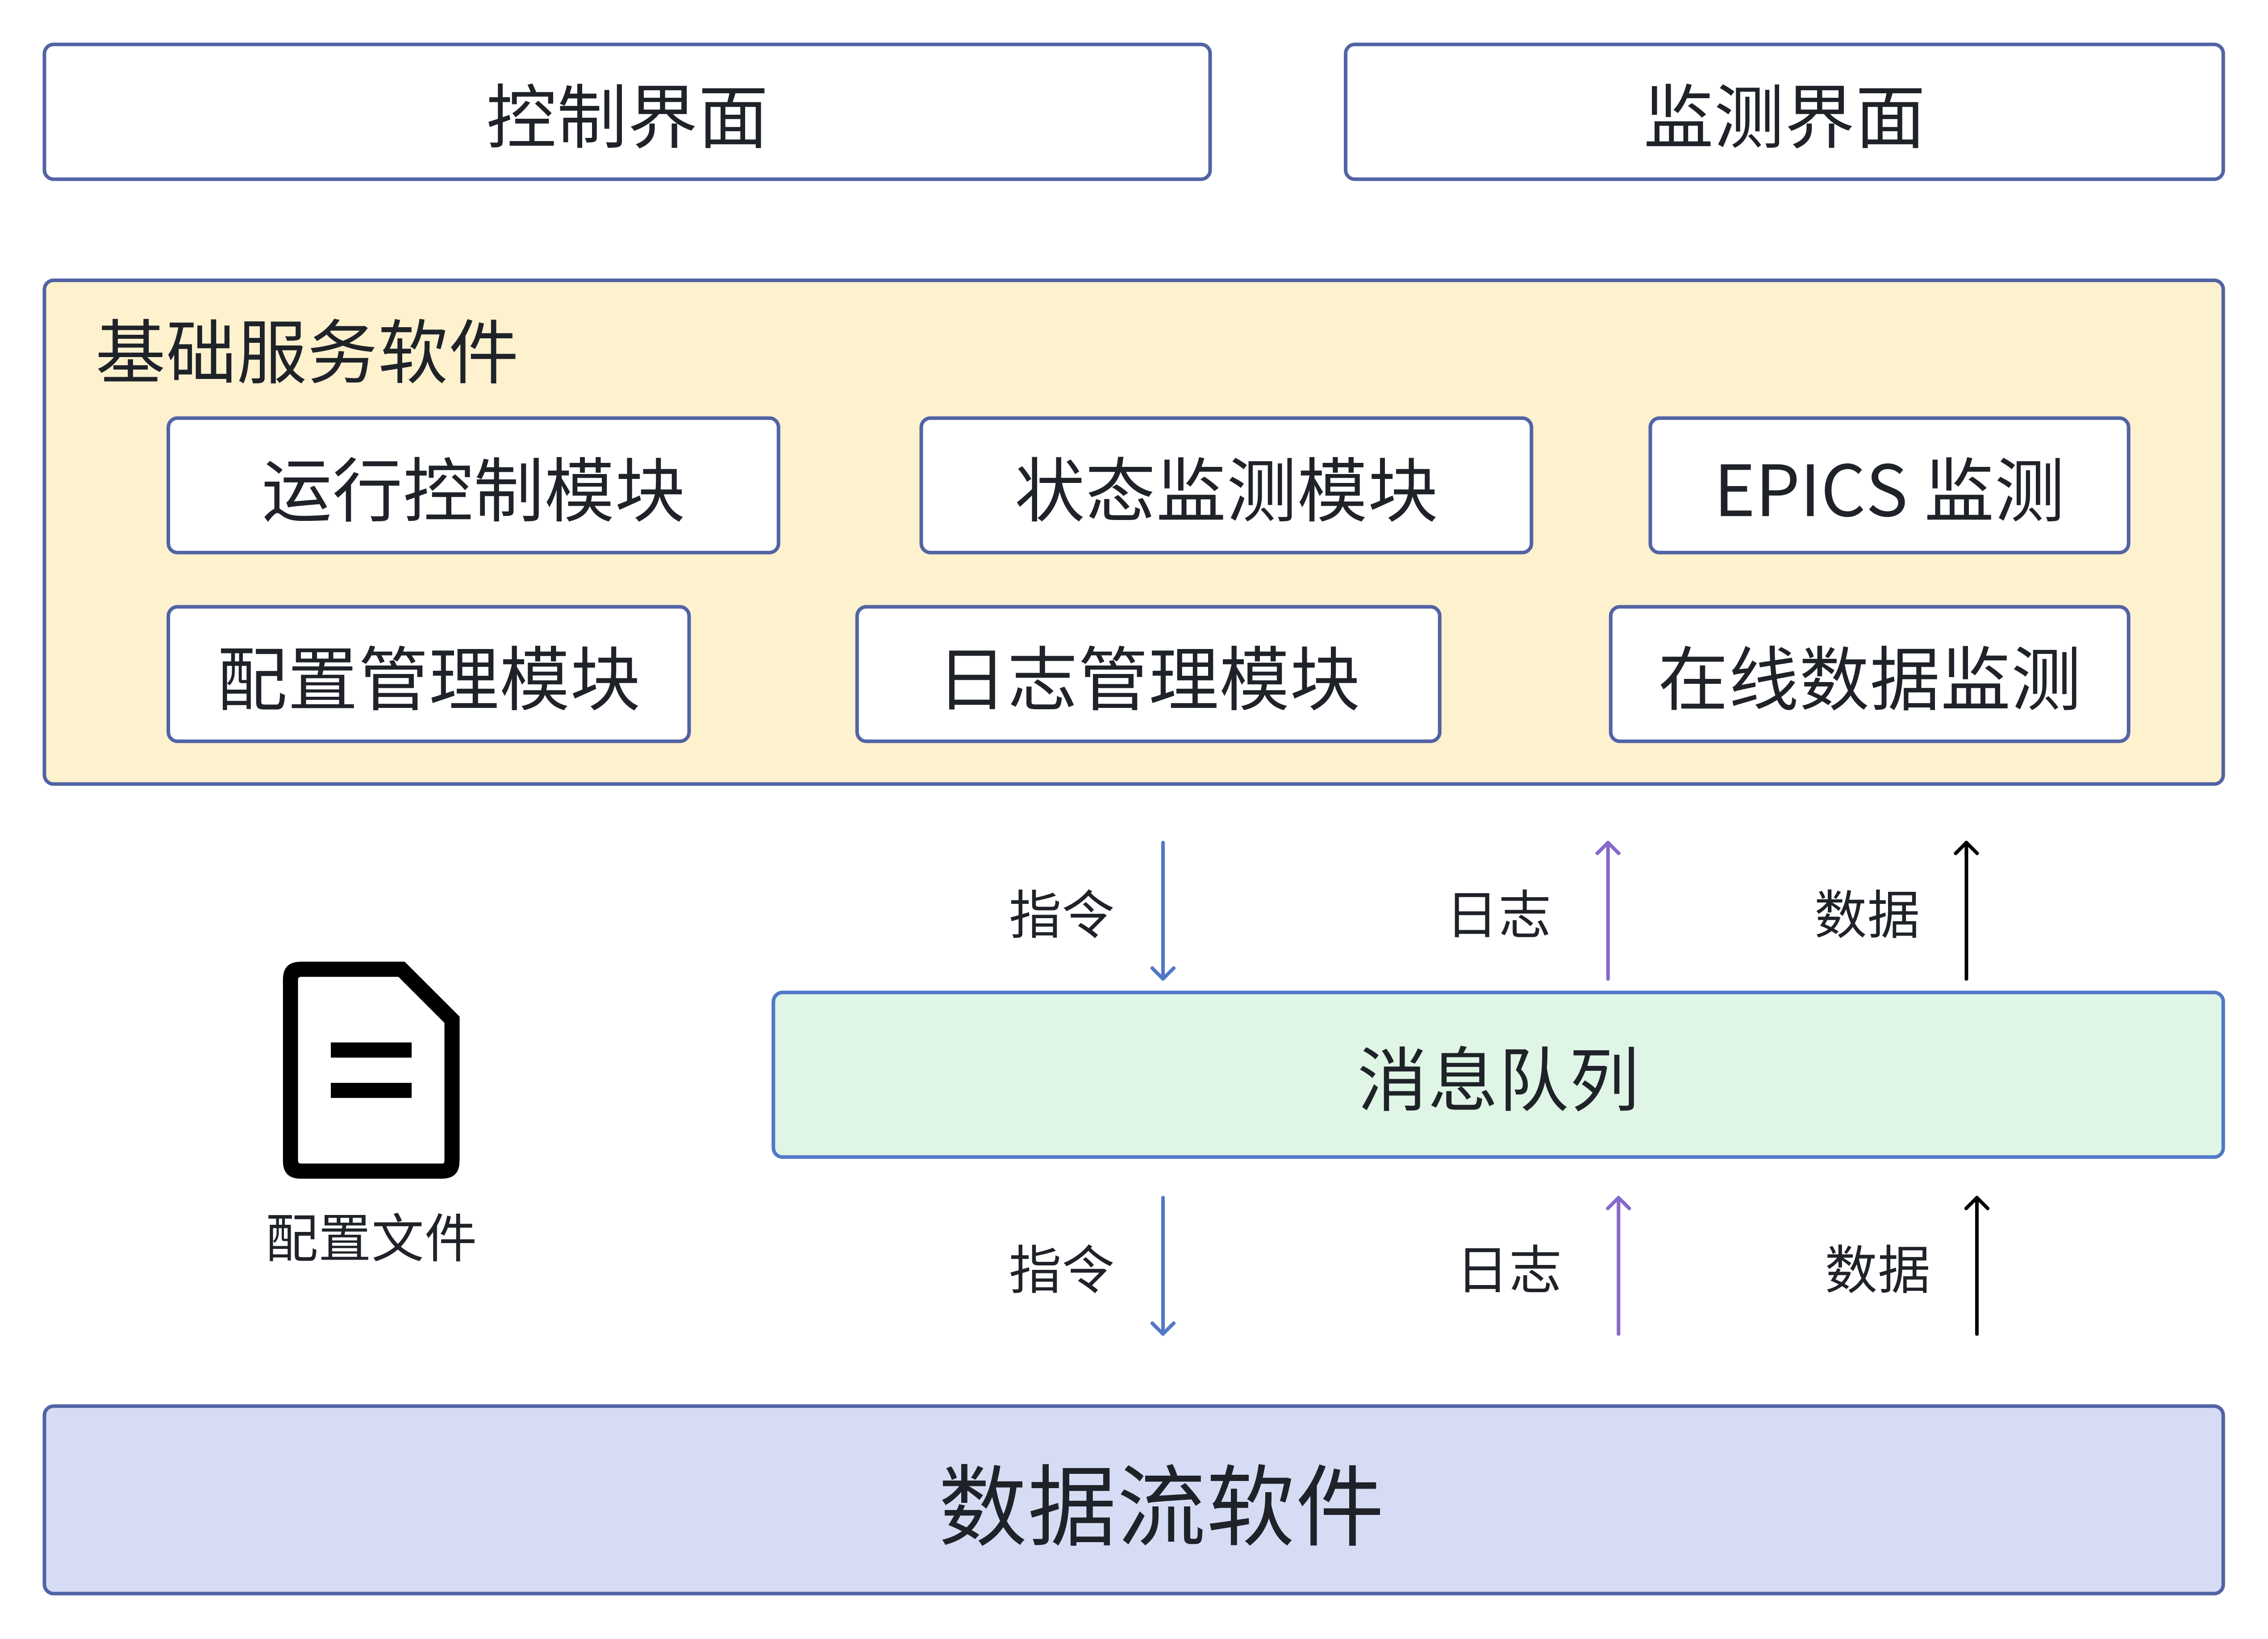 控制界面
监测界面
基础服务软件
运行控制模块
状态监测模块
EPICS 监测
配置管理模块
日志管理模块
在线数据监测
指令
日志
数据
消息队列
配置文件
指令
日志
数据
数据流软件